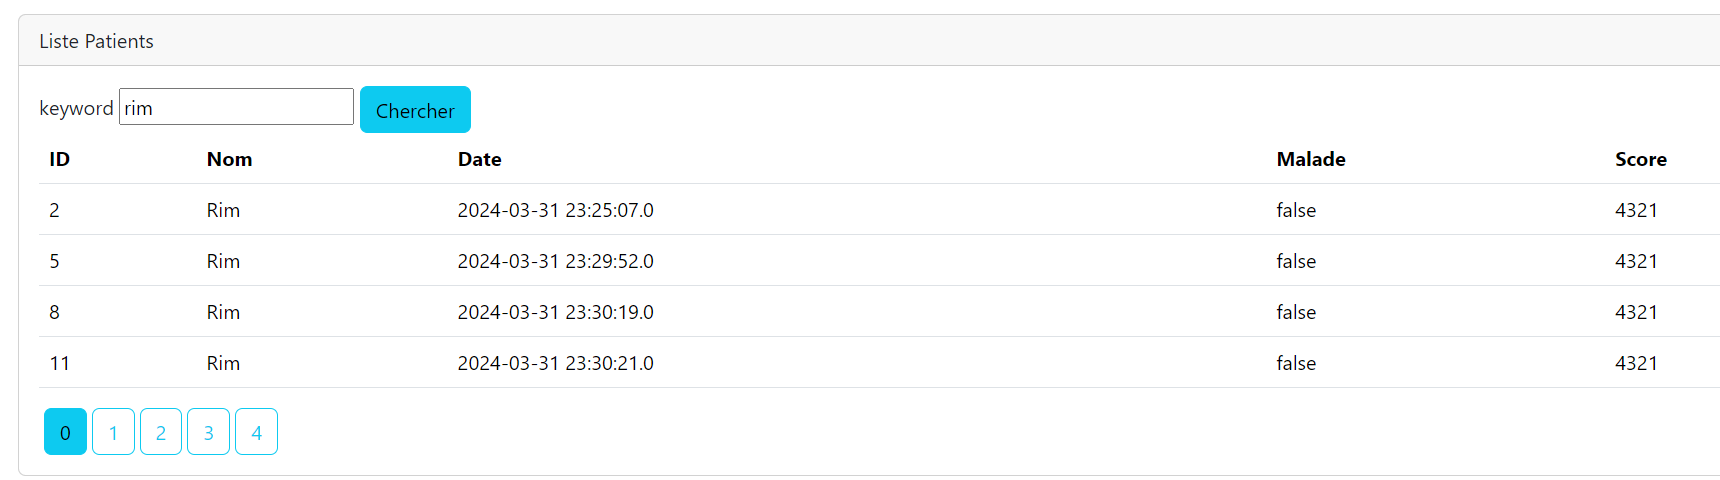 Liste Patients
keyword rim Chercher
ID Nom Date Malade Score
2 Rim 2024-03-31 23:25:07.0 false 4321
5 Rim 2024-03-31 23:29:52.0 false 4321
8 Rim 2024-03-31 23:30:19.0 false 4321
11 Rim 2024-03-31 23:30:21.0 false 4321
0 1 2 3 4